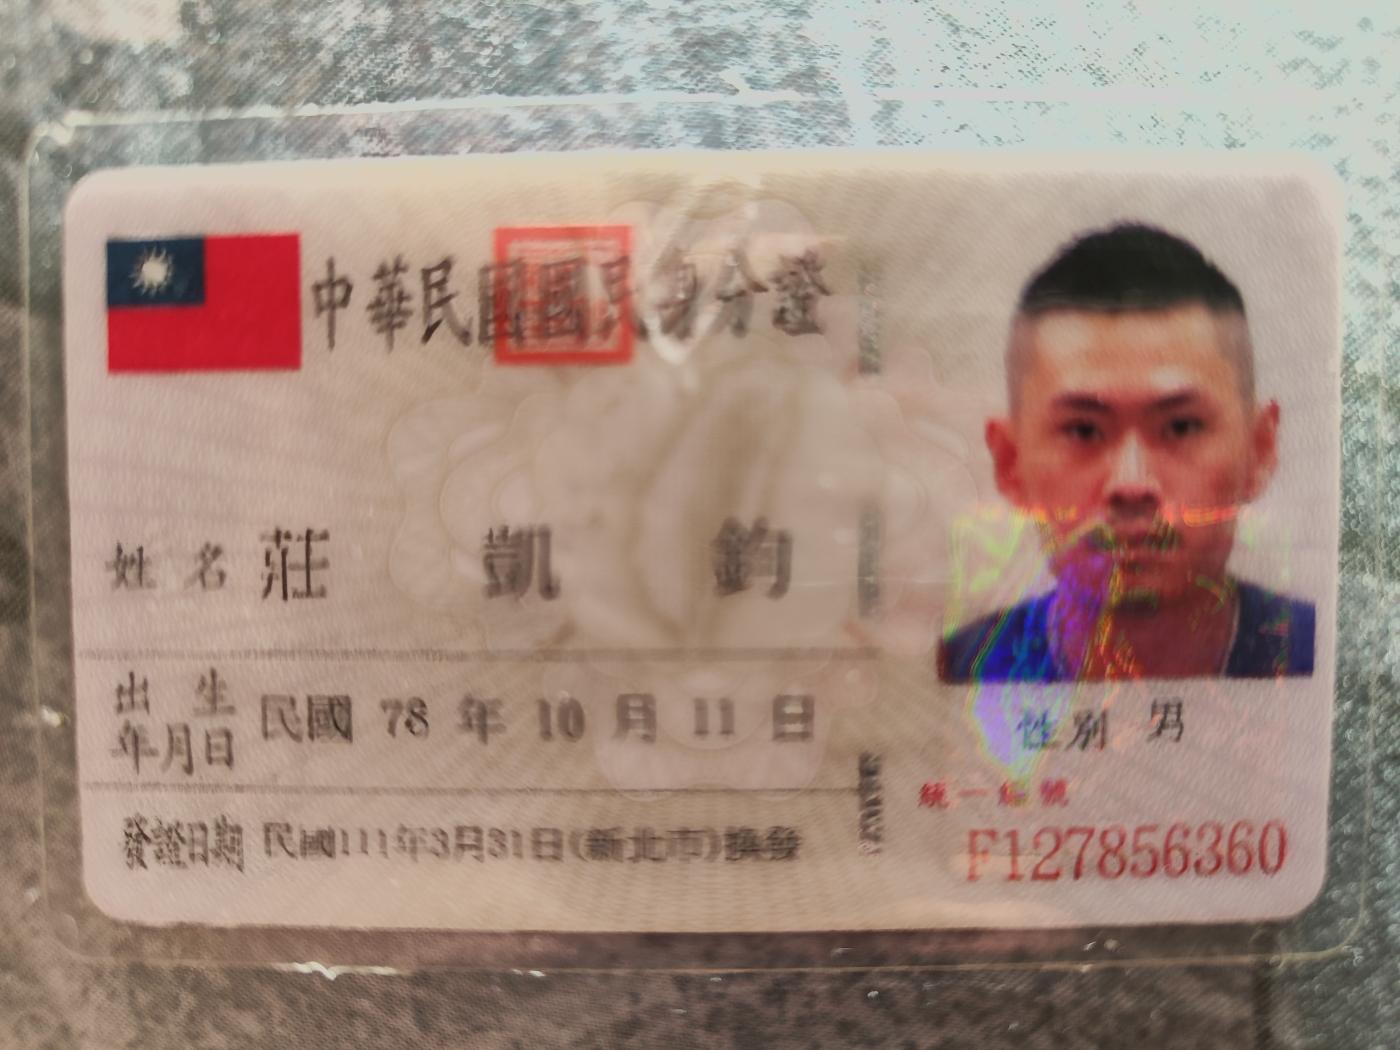 中華民國國民身分證
姓名 莊凱鈞
出生年月日 民國 78 年 10 月 11 日
發證日期 民國111年3月31日(新北市)換發
性別 男
統一編號
F127856360